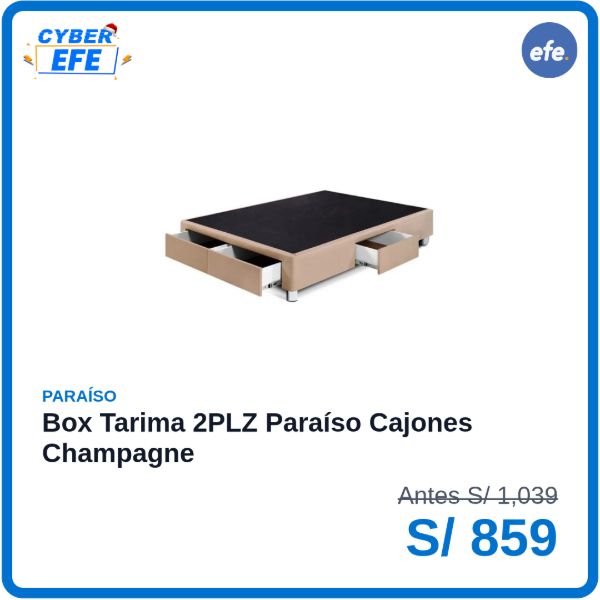 CYBER
EFE
efe.
PARAÍSO
Box Tarima 2PLZ Paraíso Cajones
Champagne
Antes S/ 1,039
S/ 859